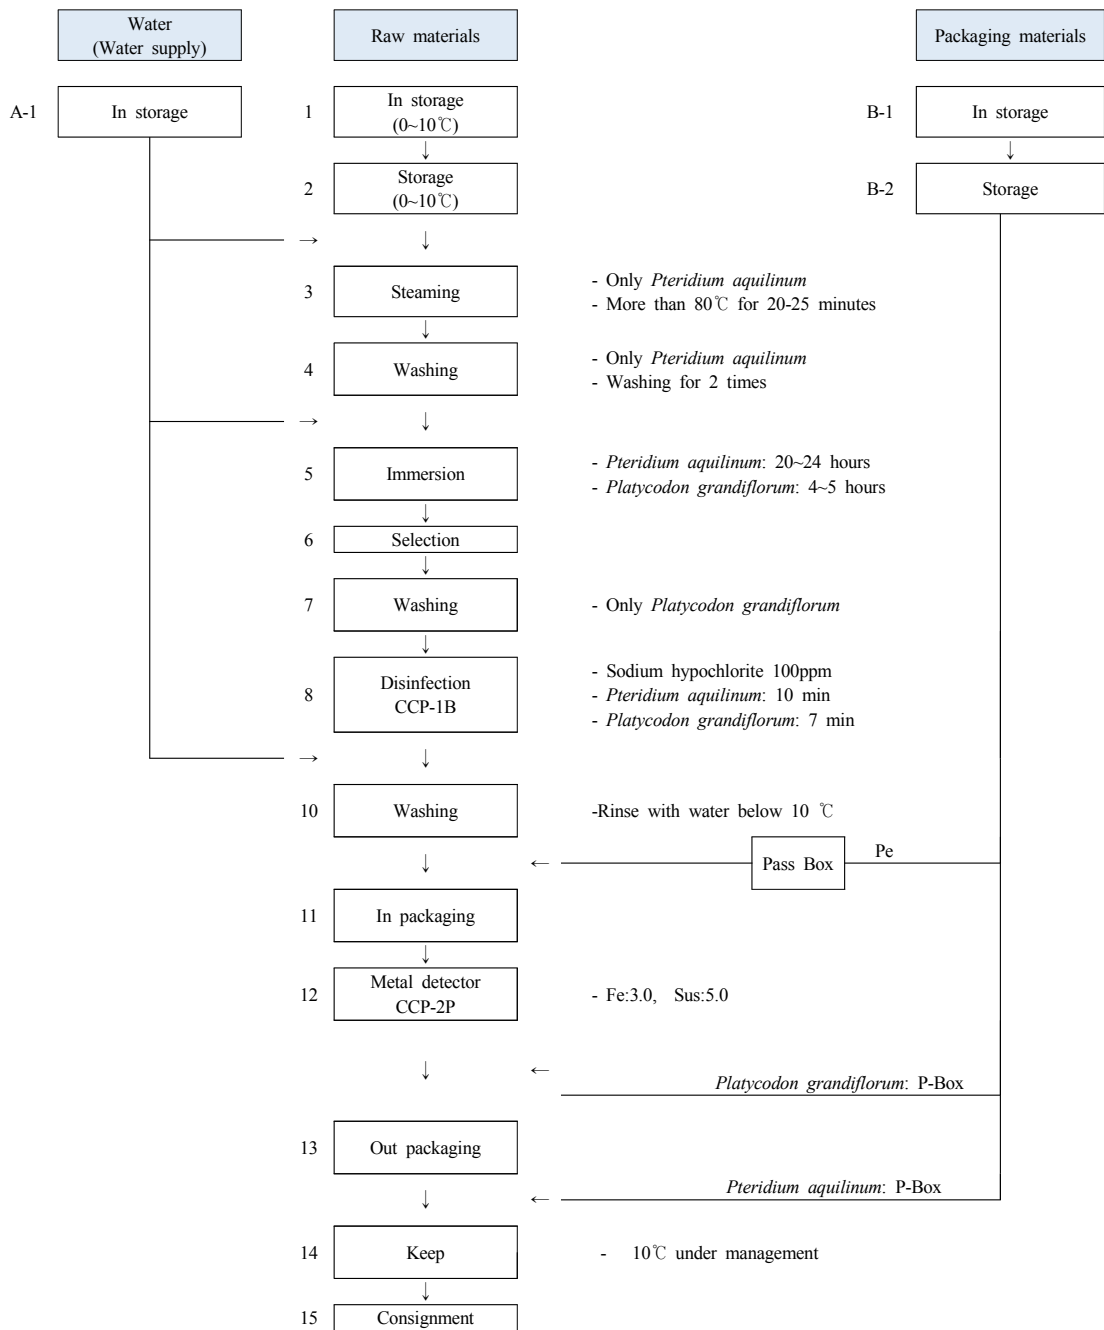 Water
(Water supply)
Raw materials
Packaging materials
A-1
In storage
1
In storage
(0~10℃)
B-1
In storage
↓
↓
2
Storage
(0~10℃)
B-2
Storage
→
↓
3
Steaming
- Only Pteridium aquilinum
- More than 80℃ for 20-25 minutes
↓
4
Washing
- Only Pteridium aquilinum
- Washing for 2 times
→
↓
5
Immersion
- Pteridium aquilinum: 20~24 hours
- Platycodon grandiflorum: 4~5 hours
↓
6
Selection
↓
7
Washing
- Only Platycodon grandiflorum
↓
8
Disinfection
CCP-1B
- Sodium hypochlorite 100ppm
- Pteridium aquilinum: 10 min
- Platycodon grandiflorum: 7 min
→
↓
10
Washing
-Rinse with water below 10 ℃
↓
←
Pass Box
Pe
11
In packaging
↓
12
Metal detector
CCP-2P
- Fe:3.0, Sus:5.0
↓
←
Platycodon grandiflorum: P-Box
13
Out packaging
↓
←
Pteridium aquilinum: P-Box
14
Keep
- 10℃ under management
↓
15
Consignment